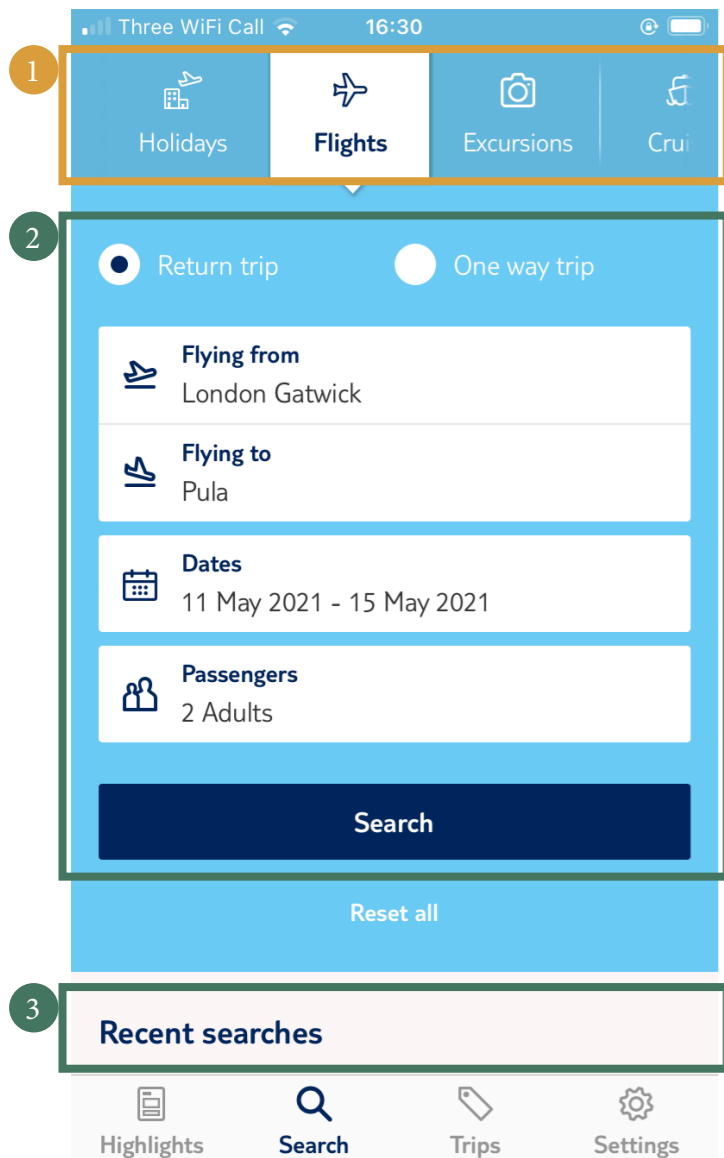 Three WiFi Call 16:30
1
Holidays Flights Excursions Crui
2
Return trip One way trip
Flying from
London Gatwick
Flying to
Pula
Dates
11 May 2021 - 15 May 2021
Passengers
2 Adults
Search
Reset all
3
Recent searches
Highlights Search Trips Settings